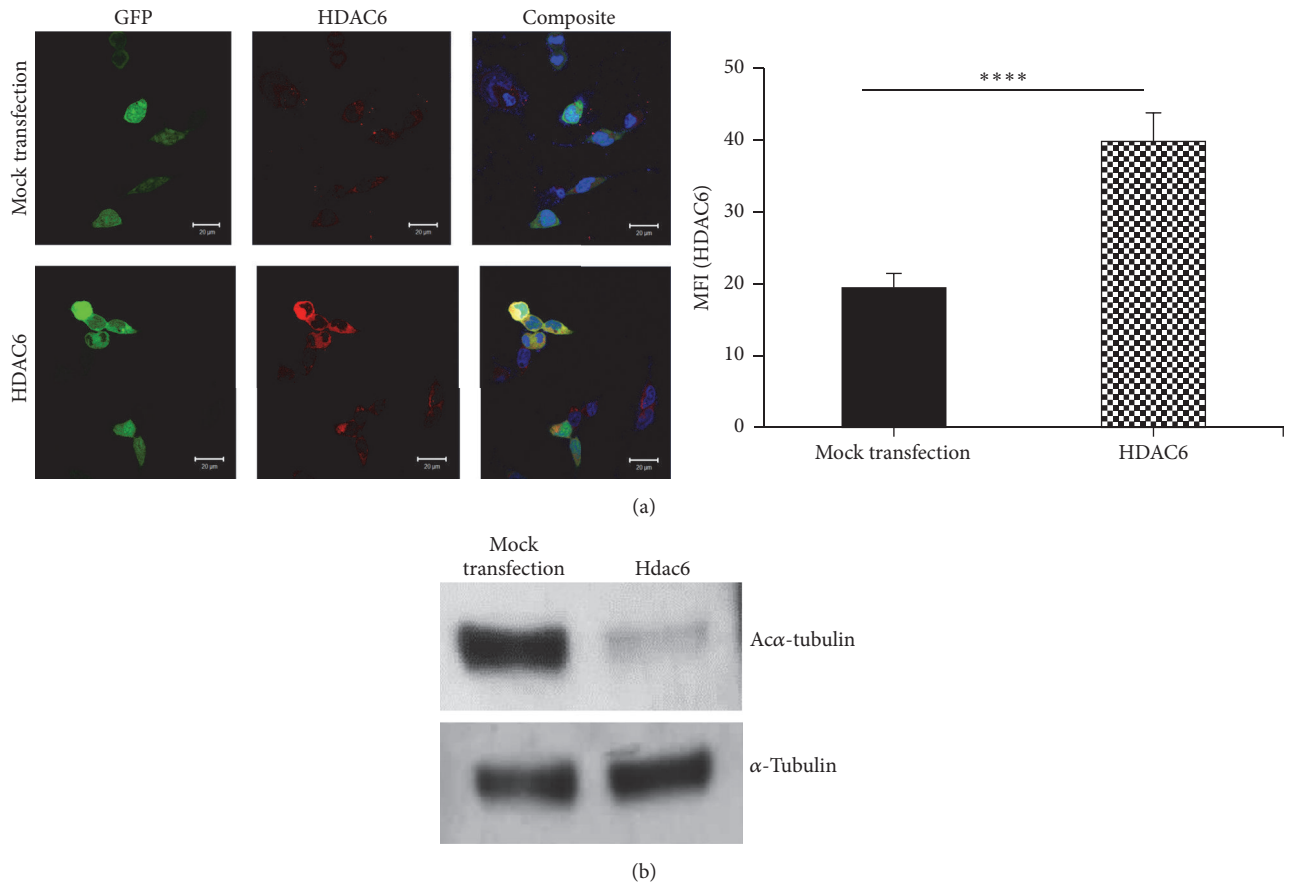 GFP
HDAC6
Composite
Mock transfection
20 μm
20 μm
20 μm
HDAC6
20 μm
20 μm
20 μm
50
40
30
20
10
0
MFI (HDAC6)
****
Mock transfection
HDAC6
(a)
Mock
transfection
Hdac6
Acα-tubulin
α-Tubulin
(b)